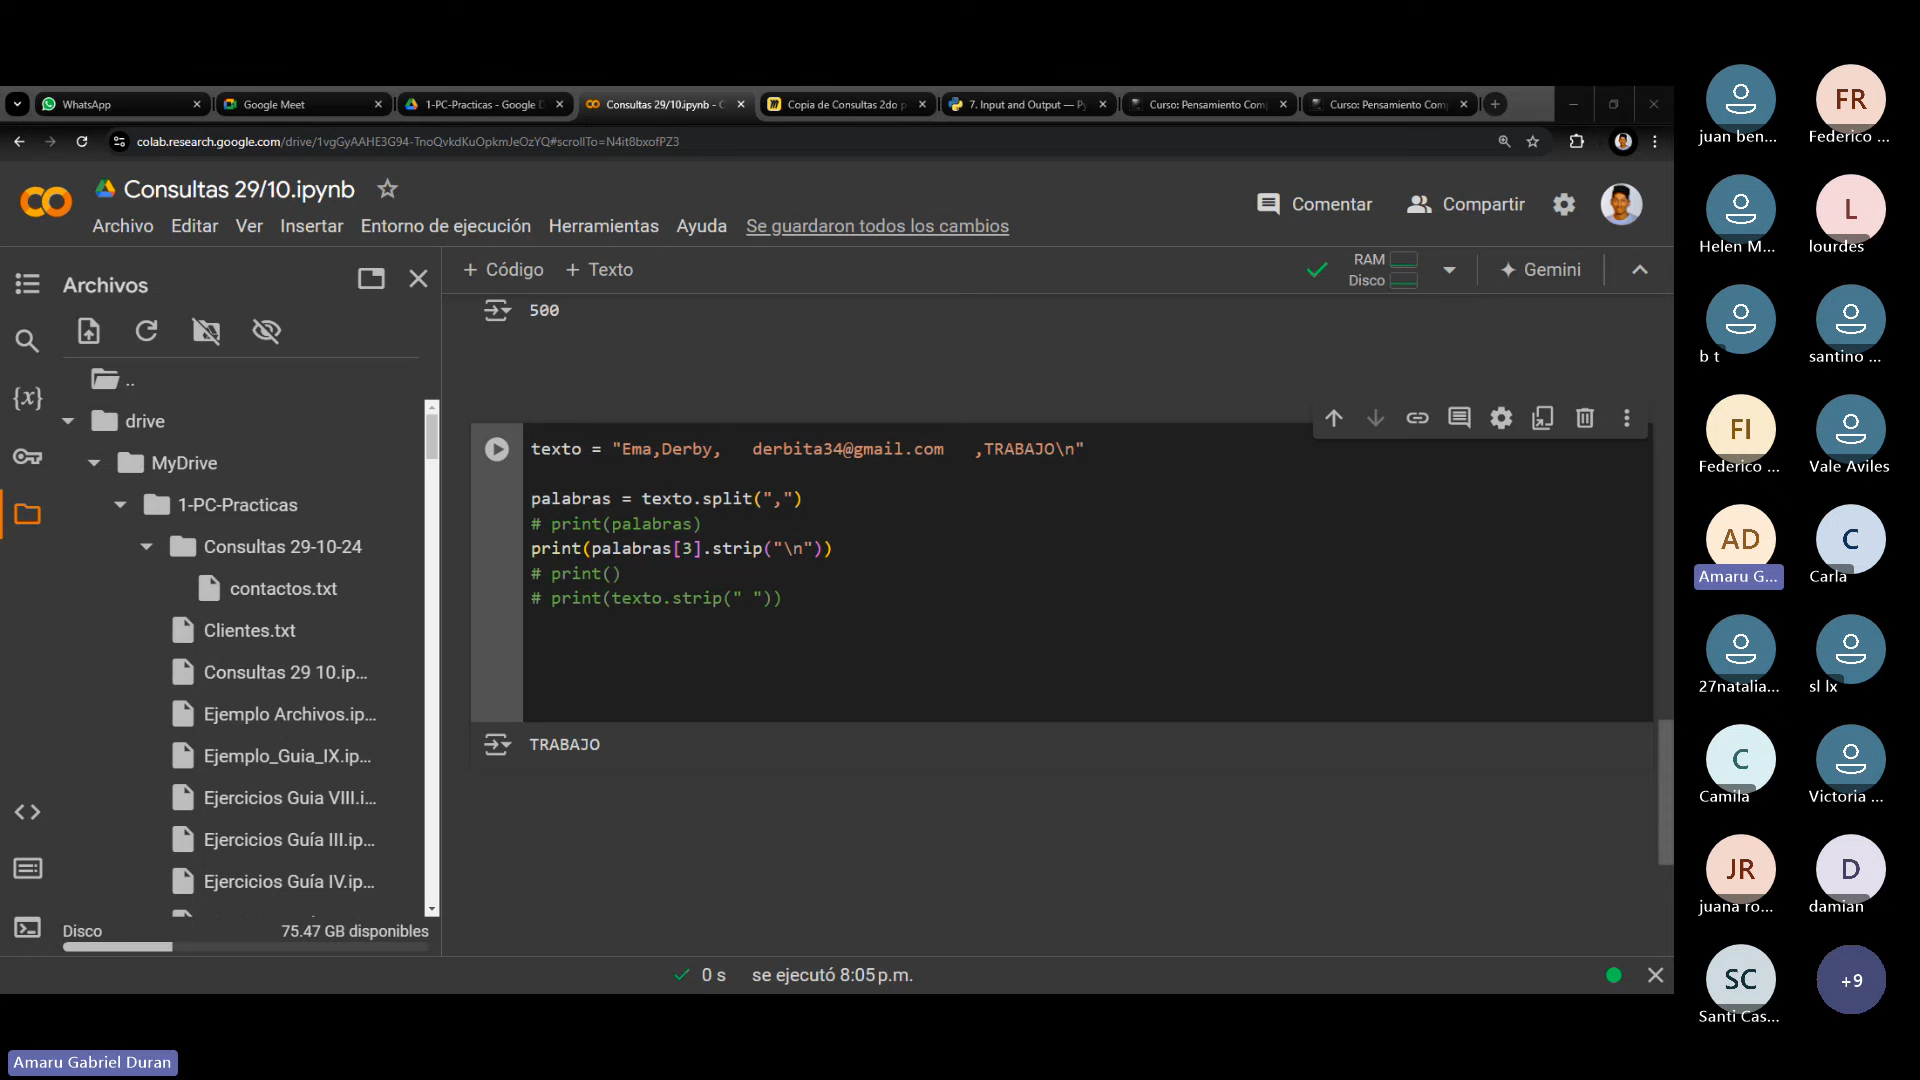 WhatsApp
Google Meet
1-PC-Practicas - Google D
Consultas 29/10.ipynb - C
Copia de Consultas 2do p
7. Input and Output — Py
Curso: Pensamiento Com
Curso: Pensamiento Com
colab.research.google.com/drive/1vgGyAAHE3G94-TnoQvkdKuOpkmJeOzYQ#scrollTo=N4it8bxofPZ3
Consultas 29/10.ipynb
Comentar
Compartir
Archivo Editar Ver Insertar Entorno de ejecución Herramientas Ayuda Se guardaron todos los cambios
Archivos
+ Código + Texto
RAM
Disco
Gemini
500
..
drive
MyDrive
1-PC-Practicas
Consultas 29-10-24
contactos.txt
Clientes.txt
Consultas 29 10.ip...
Ejemplo Archivos.ip...
Ejemplo_Guia_IX.ip...
Ejercicios Guia VIII.i...
Ejercicios Guía III.ip...
Ejercicios Guía IV.ip...
Disco 75.47 GB disponibles
texto = "Ema,Derby,   derbita34@gmail.com   ,TRABAJO\n"
palabras = texto.split(",")
# print(palabras)
print(palabras[3].strip("\n"))
# print()
# print(texto.strip(" "))
TRABAJO
0 s se ejecutó 8:05 p.m.
juan ben...
FR
Federico ...
Helen M...
L
lourdes
b t
santino ...
FI
Federico ...
Vale Aviles
AD
Amaru G...
C
Carla
27natalia...
sl lx
C
Camila
Victoria ...
JR
juana ro...
D
damian
SC
Santi Cas...
+9
Amaru Gabriel Duran